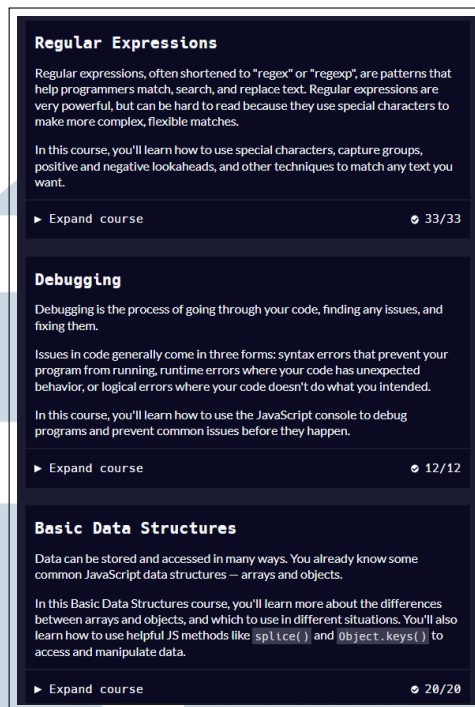 Regular Expressions
Regular expressions, often shortened to "regex" or "regexp", are patterns that
help programmers match, search, and replace text. Regular expressions are
very powerful, but can be hard to read because they use special characters to
make more complex, flexible matches.
In this course, you'll learn how to use special characters, capture groups,
positive and negative lookaheads, and other techniques to match any text you
want.
▶ Expand course 33/33
Debugging
Debugging is the process of going through your code, finding any issues, and
fixing them.
Issues in code generally come in three forms: syntax errors that prevent your
program from running, runtime errors where your code has unexpected
behavior, or logical errors where your code doesn't do what you intended.
In this course, you'll learn how to use the JavaScript console to debug
programs and prevent common issues before they happen.
▶ Expand course 12/12
Basic Data Structures
Data can be stored and accessed in many ways. You already know some
common JavaScript data structures — arrays and objects.
In this Basic Data Structures course, you'll learn more about the differences
between arrays and objects, and which to use in different situations. You'll also
learn how to use helpful JS methods like splice() and Object.keys() to
access and manipulate data.
▶ Expand course 20/20